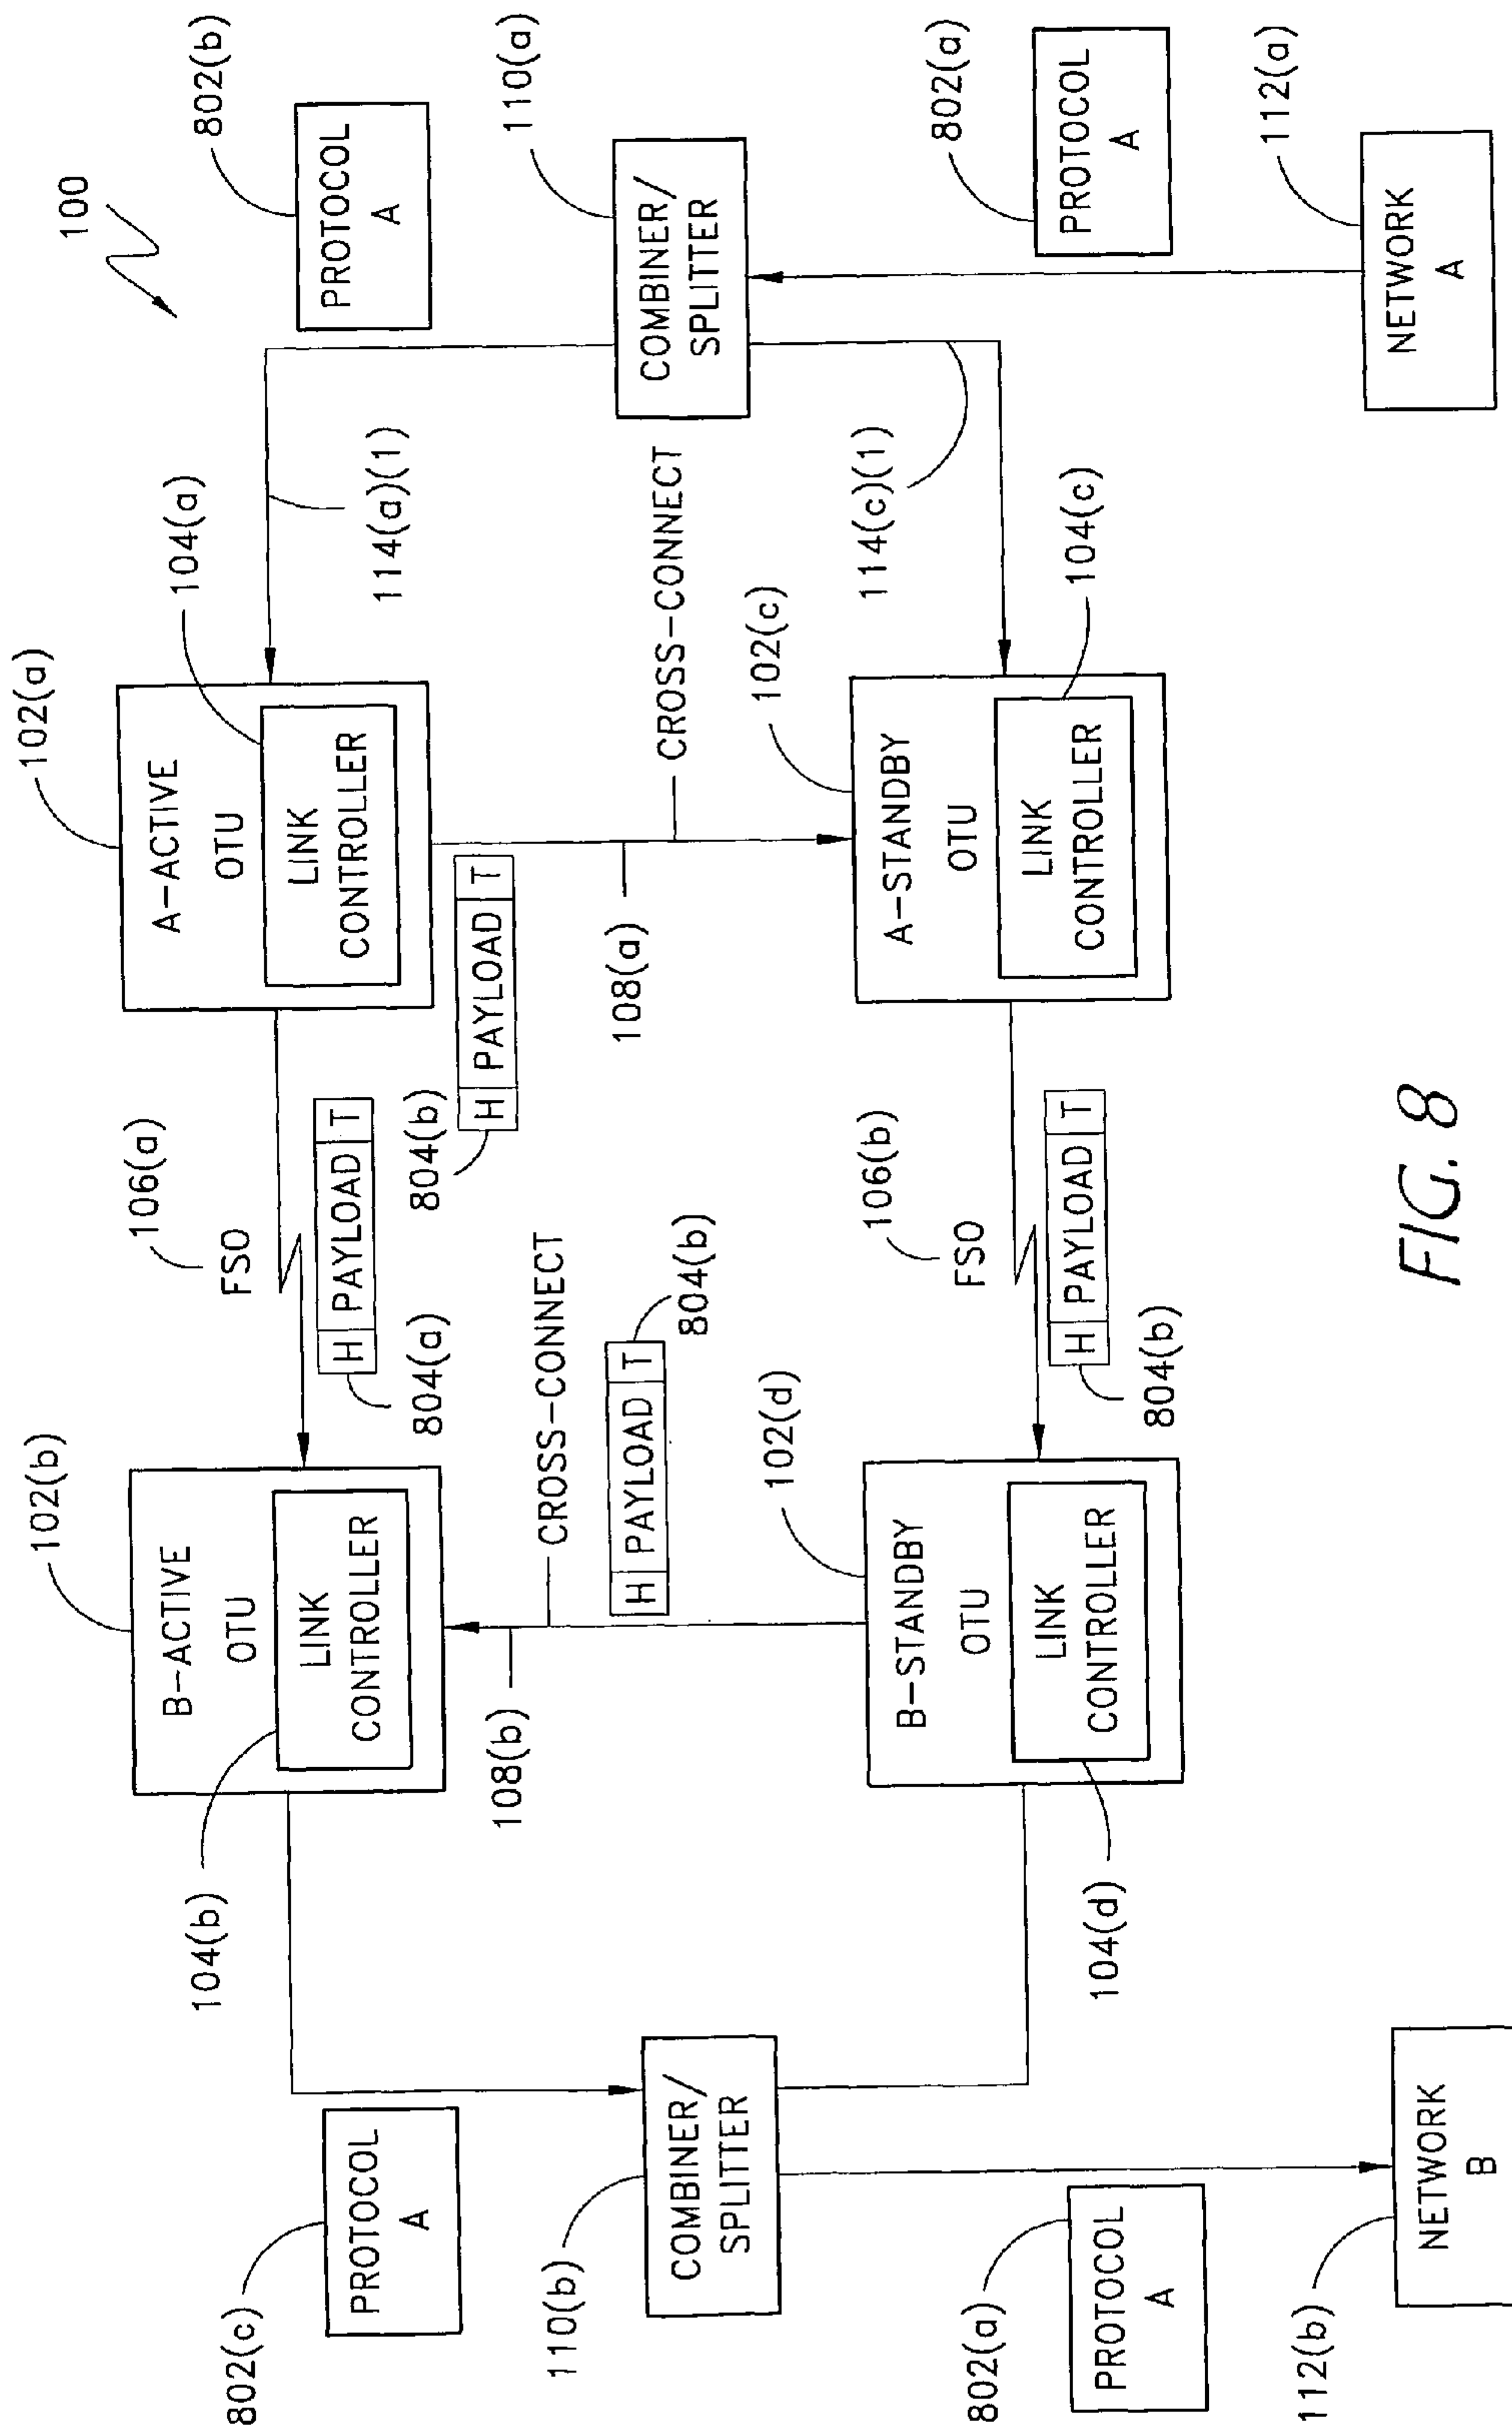 100
802(c)
PROTOCOL
A
102(b)
B-ACTIVE
OTU
LINK
CONTROLLER
104(b)
106(a)
FSO
H PAYLOAD T
804(a)
102(a)
A-ACTIVE
OTU
LINK
CONTROLLER
104(a)
114(a)(1)
802(b)
PROTOCOL
A
110(b)
COMBINER/
SPLITTER
108(b)
CROSS-CONNECT
H PAYLOAD T
804(b)
804(b)
H PAYLOAD T
108(a)
CROSS-CONNECT
110(a)
COMBINER/
SPLITTER
802(a)
PROTOCOL
A
102(d)
B-STANDBY
OTU
LINK
CONTROLLER
104(d)
106(b)
FSO
H PAYLOAD T
804(b)
102(c)
A-STANDBY
OTU
LINK
CONTROLLER
104(c)
114(c)(1)
802(a)
PROTOCOL
A
112(b)
NETWORK
B
112(a)
NETWORK
A
FIG. 8